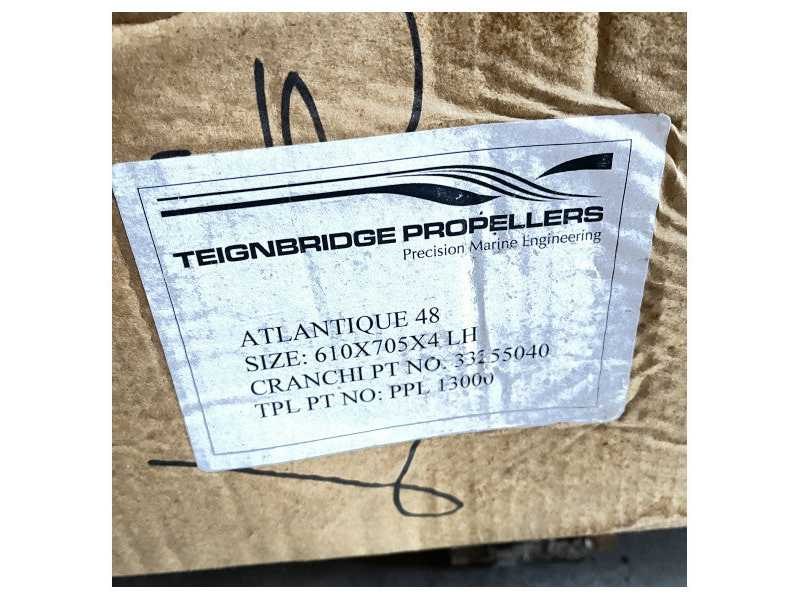 TEIGNBRIDGE PROPELLERS
Precision Marine Engineering
ATLANTIQUE 48
SIZE: 610X705X4 LH
CRANCHI PT NO. 33255040
TPL PT NO: PPL 13000